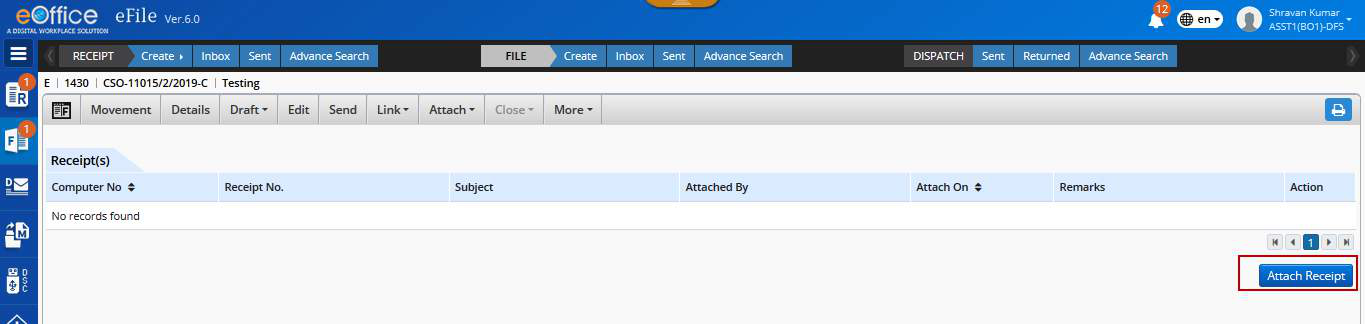 eOffice eFile Ver.6.0
A DIGITAL WORKPLACE SOLUTION
12
en
Shravan Kumar
ASST1(BO1)-DFS
RECEIPT Create Inbox Sent Advance Search FILE Create Inbox Sent Advance Search DISPATCH Sent Returned Advance Search
E 1430 CSO-11015/2/2019-C Testing
1
R
F Movement Details Draft Edit Send Link Attach Close More
1
F
Receipt(s)
Computer No Receipt No. Subject Attached By Attach On Remarks Action
D
No records found
M
1
Attach Receipt
D
S
C